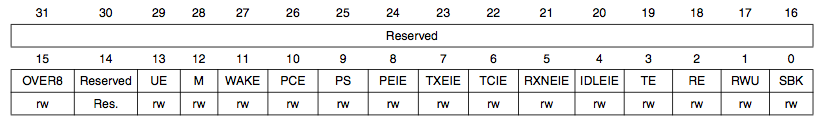 31 30 29 28 27 26 25 24 23 22 21 20 19 18 17 16
Reserved
15 14 13 12 11 10 9 8 7 6 5 4 3 2 1 0
OVER8 Reserved UE M WAKE PCE PS PEIE TXEIE TCIE RXNEIE IDLEIE TE RE RWU SBK
rw Res. rw rw rw rw rw rw rw rw rw rw rw rw rw rw